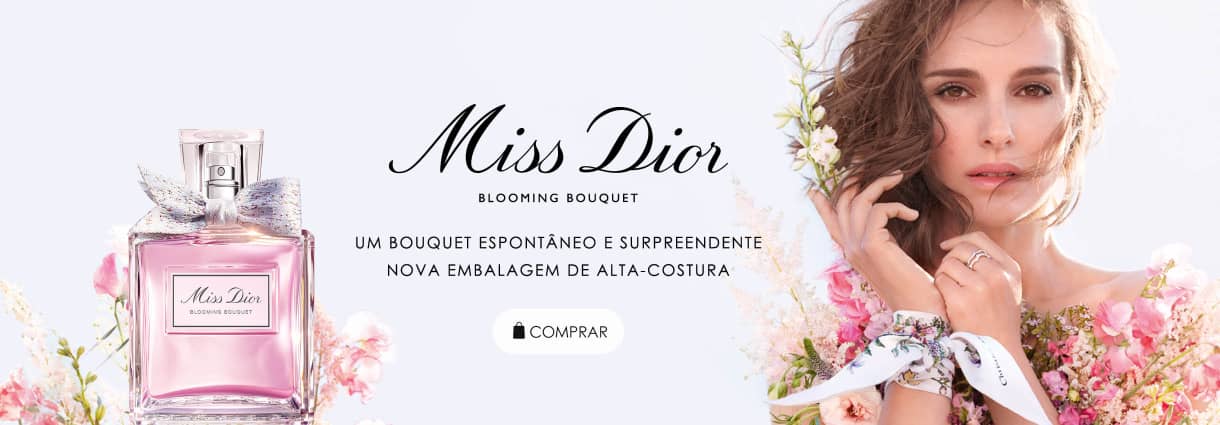 Miss Dior
BLOOMING BOUQUET
UM BOUQUET ESPONTÂNEO E SURPREENDENTE
NOVA EMBALAGEM DE ALTA-COSTURA
COMPRAR
Miss Dior
BLOOMING BOUQUET